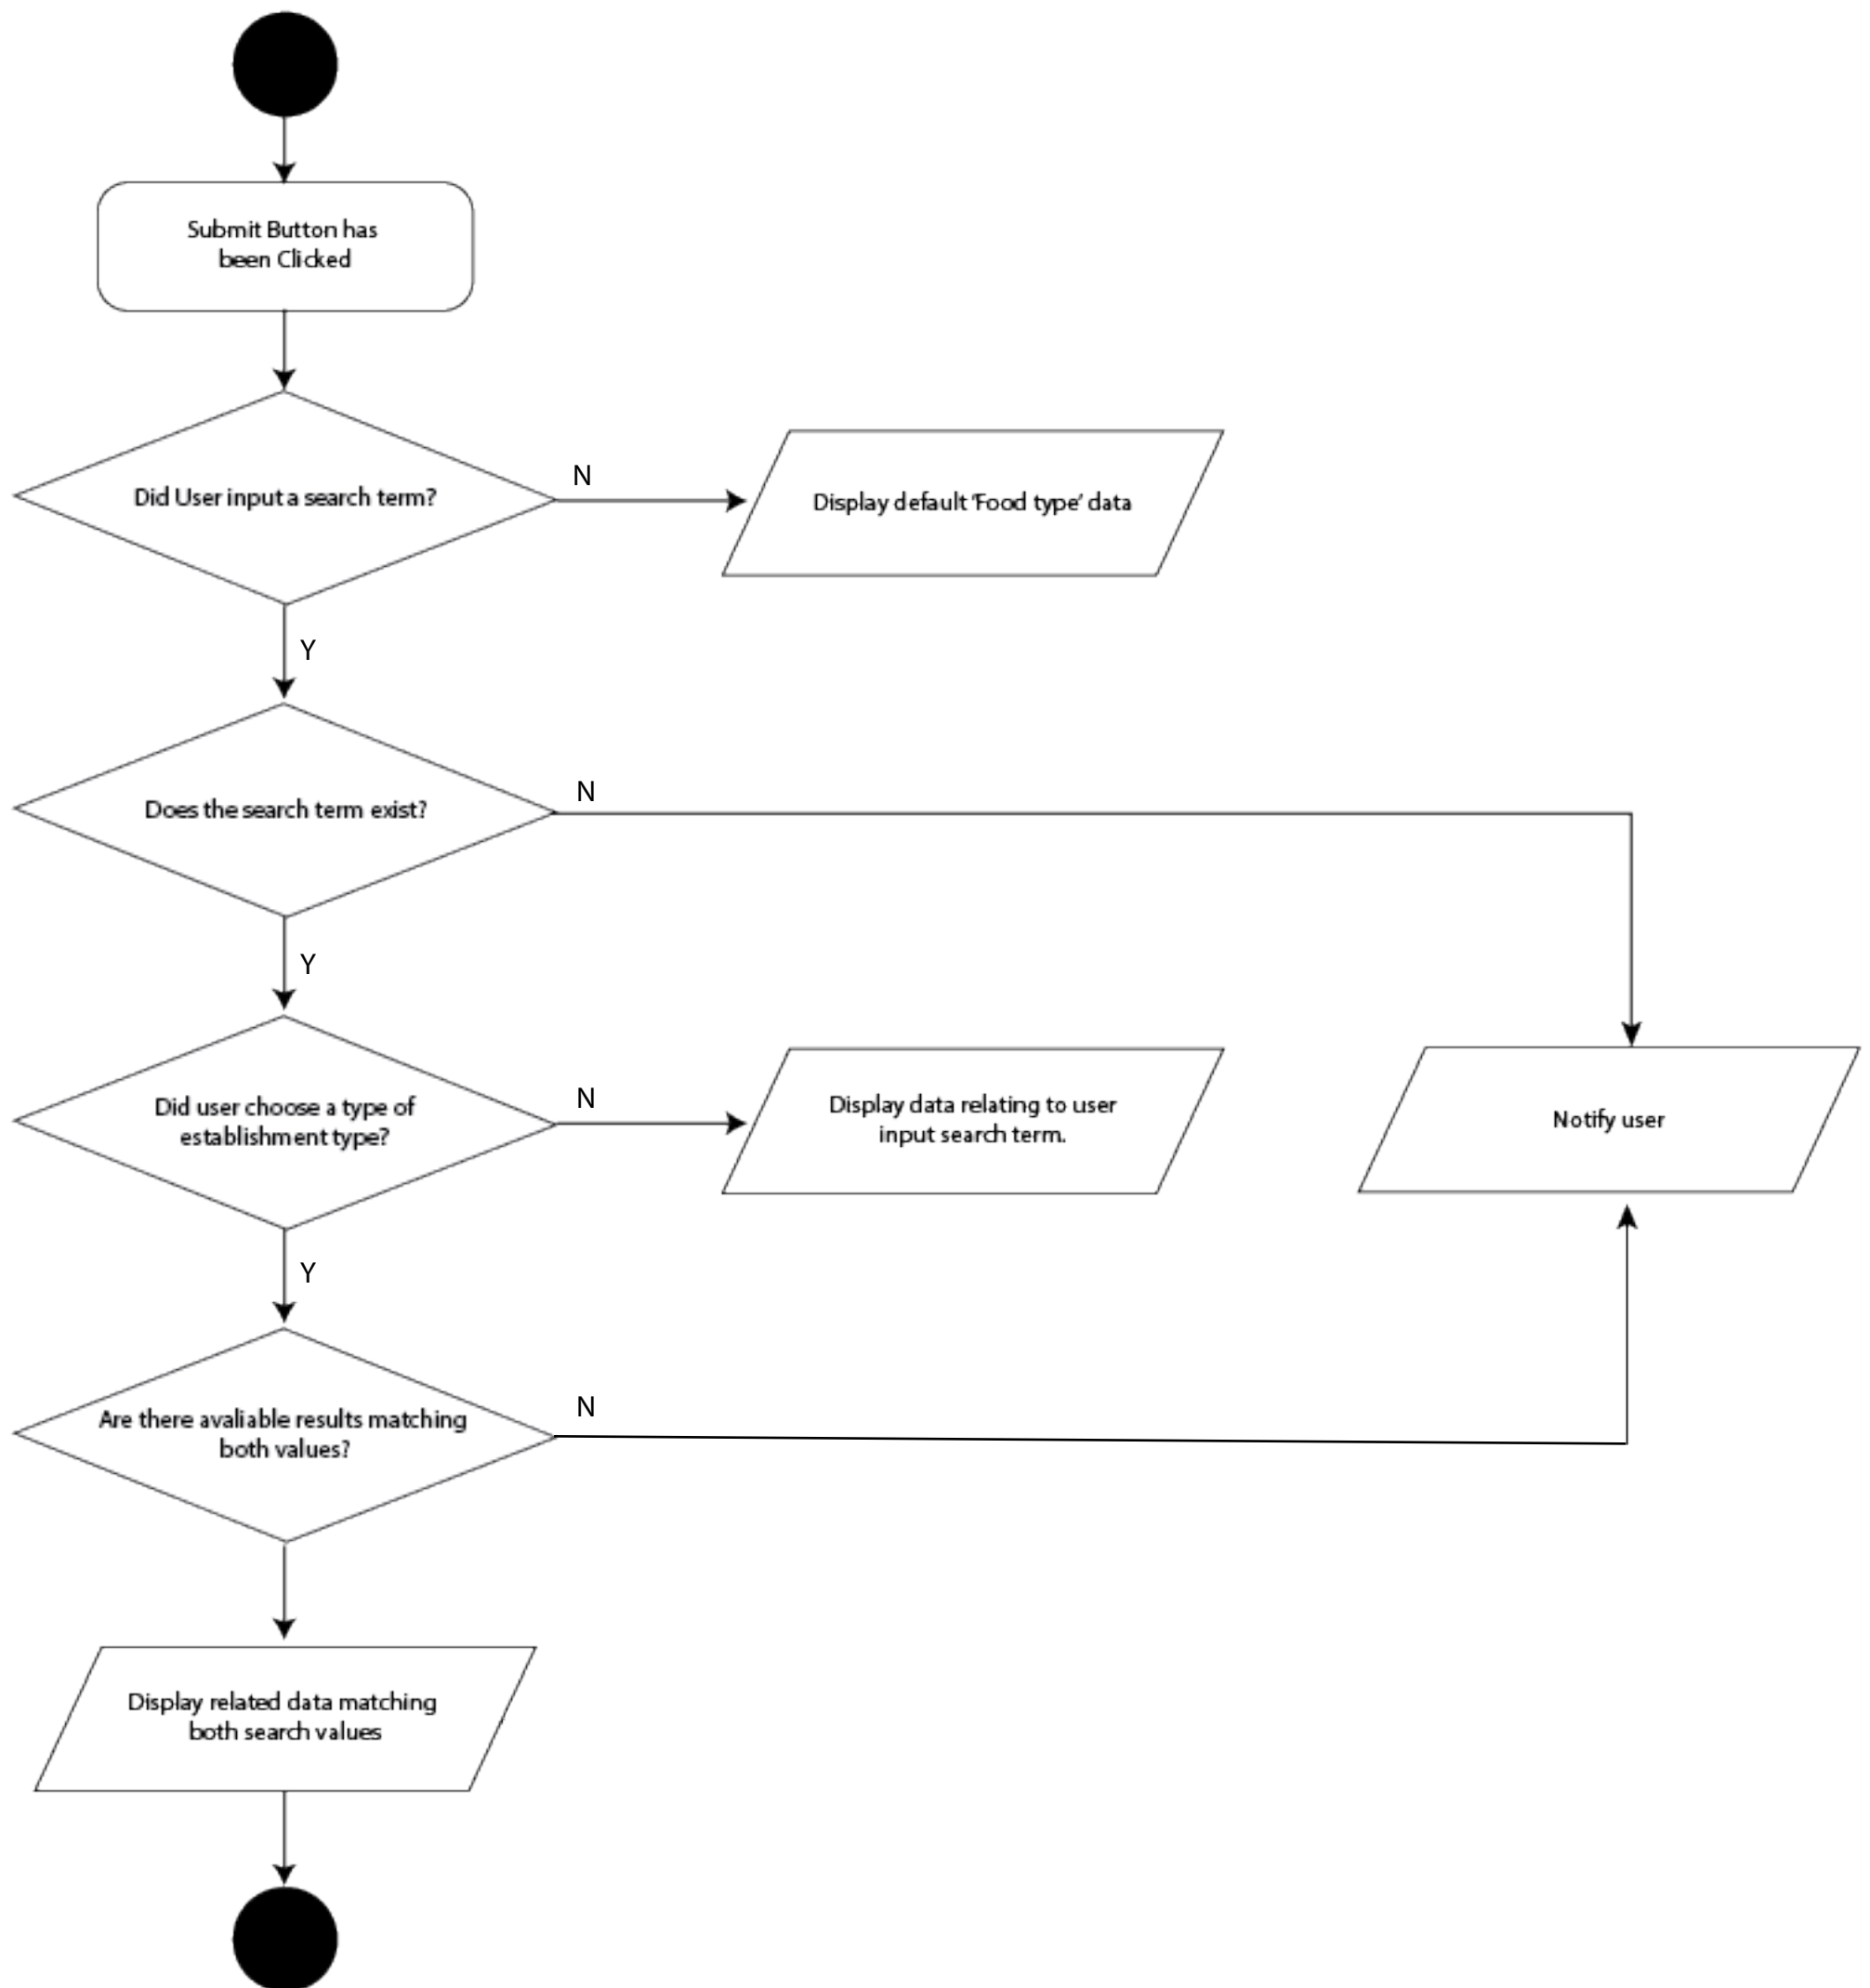 Submit Button has
been Clicked
Did User input a search term?
N
Display default ‘Food type’ data
Y
Does the search term exist?
N
Y
Did user choose a type of
establishment type?
N
Display data relating to user
input search term.
Notify user
Y
Are there avaliable results matching
both values?
N
Display related data matching
both search values